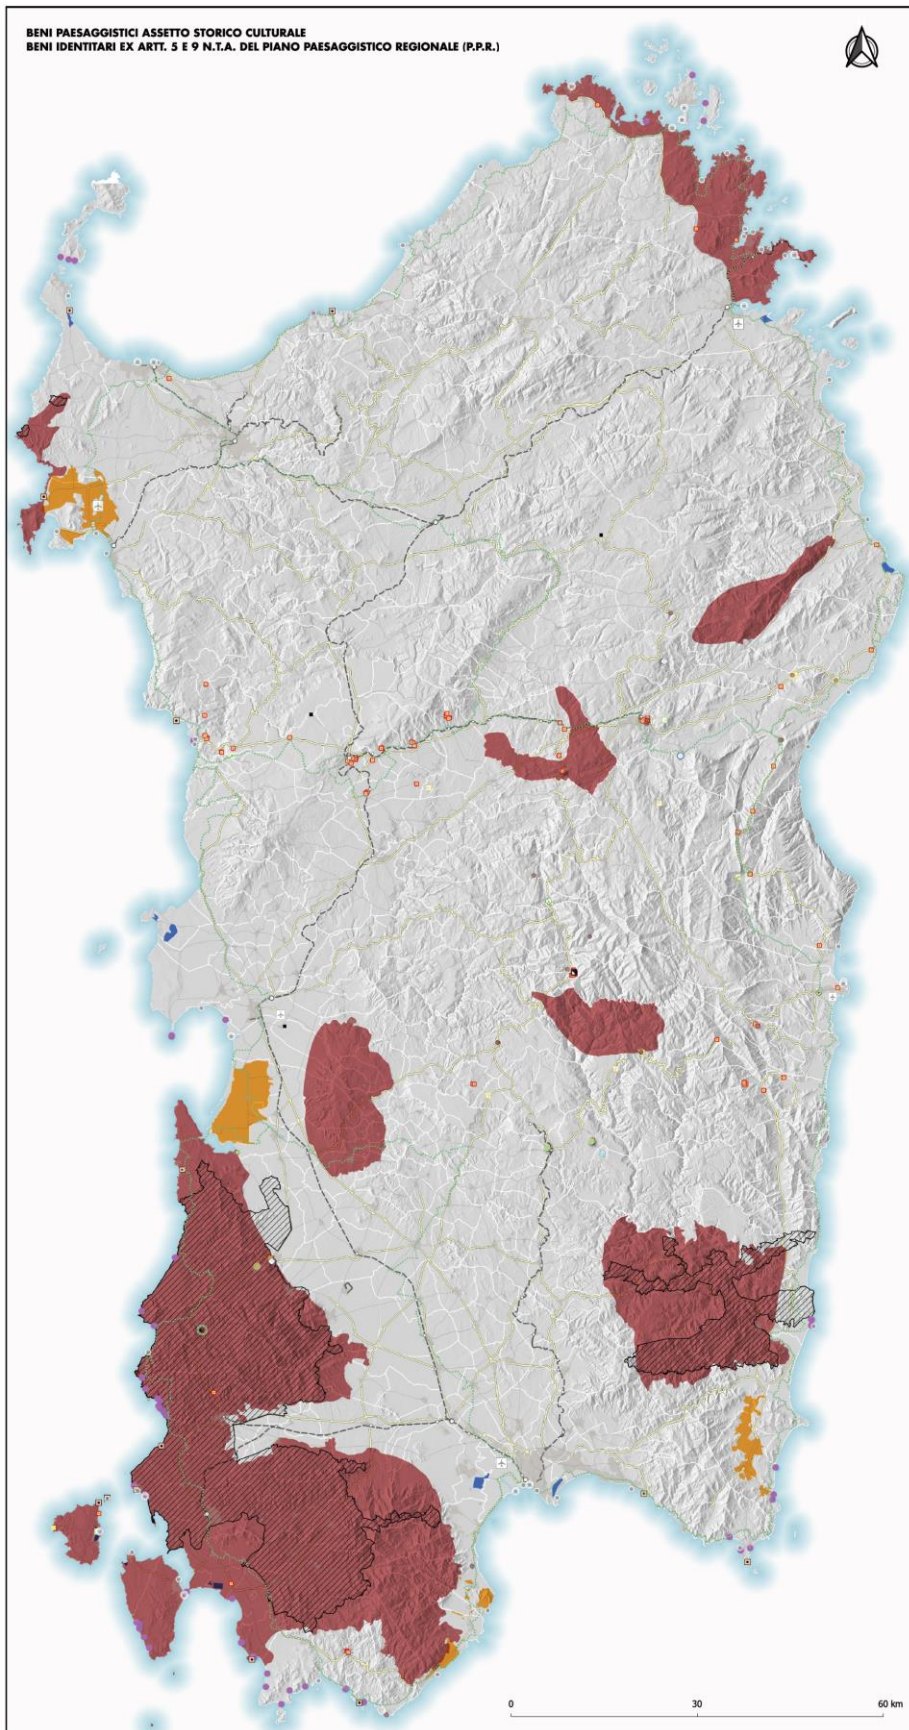 BENI PAESAGGISTICI ASSETTO STORICO CULTURALE
BENI IDENTITARI EX ARTT. 5 E 9 N.T.A. DEL PIANO PAESAGGISTICO REGIONALE (P.P.R.)
0 30 60 km